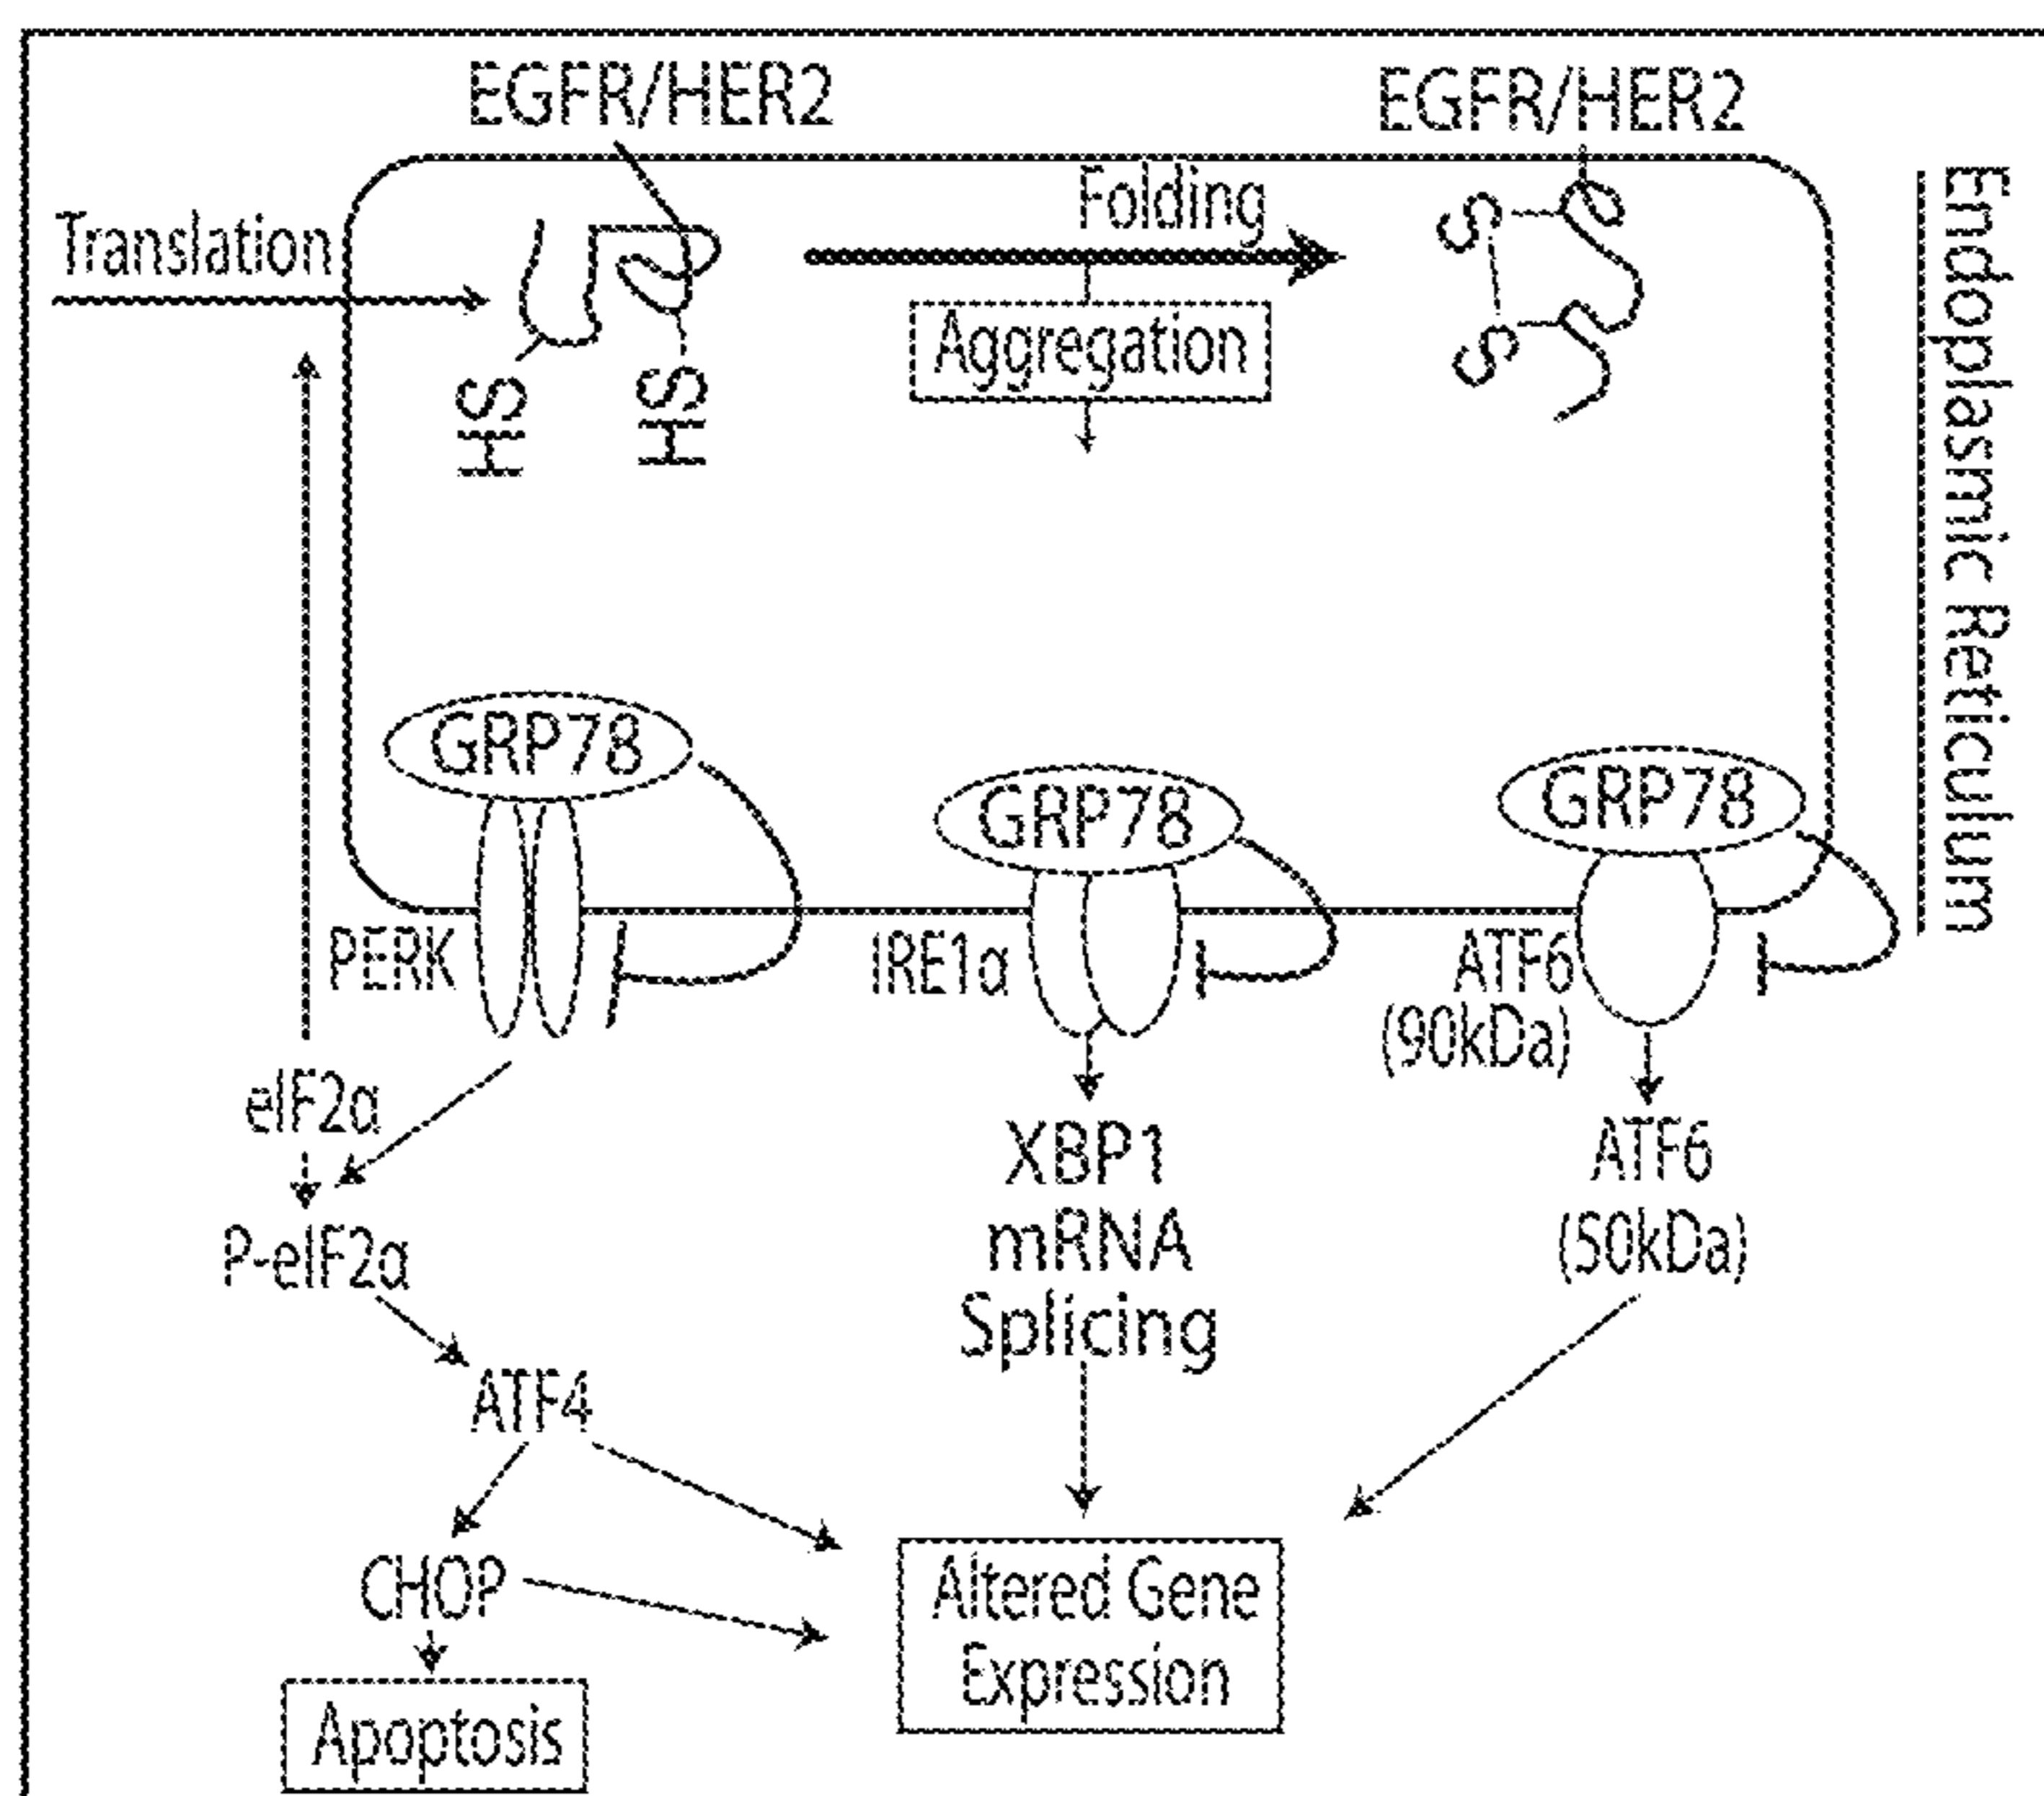 EGFR/HER2
EGFR/HER2
Translation
Folding
Aggregation
HS
HS
S
S
Endoplasmic Reticulum
GRP78
GRP78
GRP78
PERK
IRE1α
ATF6
(90kDa)
eIF2α
P-eIF2α
XBP1
mRNA
Splicing
ATF6
(50kDa)
ATF4
CHOP
Altered Gene
Expression
Apoptosis